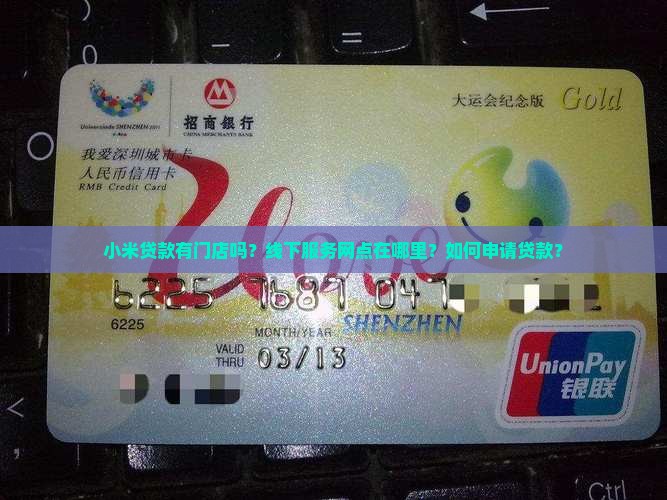 Universiade SHENZHEN 2011
招商银行
CHINA MERCHANTS BANK
大运会纪念版 Gold
我爱深圳城市卡
人民币信用卡
RMB Credit Card
小米贷款有门店吗？线下服务网点在哪里？如何申请贷款？
6225
MONTH/YEAR
SHENZHEN
VALID
THRU
03/13
UnionPay
银联
Ctrl